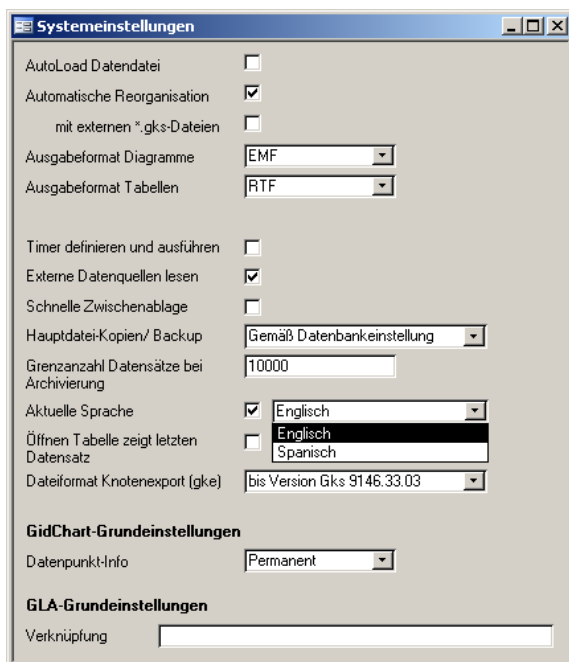 Systemeinstellungen
AutoLoad Datendatei
Automatische Reorganisation
mit externen *.gks-Dateien
Ausgabeformat Diagramme EMF
Ausgabeformat Tabellen RTF
Timer definieren und ausführen
Externe Datenquellen lesen
Schnelle Zwischenablage
Hauptdatei-Kopien/ Backup Gemäß Datenbankeinstellung
Grenzanzahl Datensätze bei
Archivierung
10000
Aktuelle Sprache Englisch
Englisch
Spanisch
Öffnen Tabelle zeigt letzten
Datensatz
Dateiformat Knotenexport (gke) bis Version Gks 9146.33.03
GidChart-Grundeinstellungen
Datenpunkt-Info Permanent
GLA-Grundeinstellungen
Verknüpfung